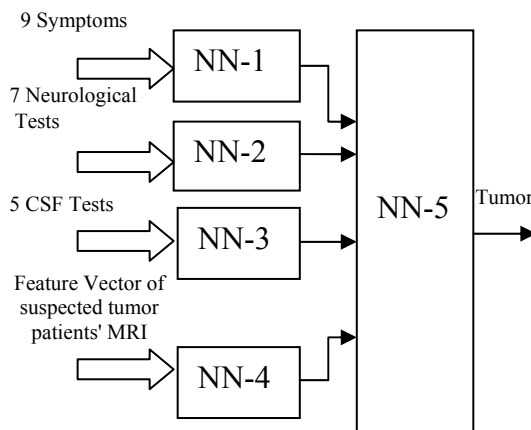 9 Symptoms
NN-1
7 Neurological
Tests
NN-2
5 CSF Tests
NN-3
Feature Vector of
suspected tumor
patients' MRI
NN-4
NN-5
Tumor